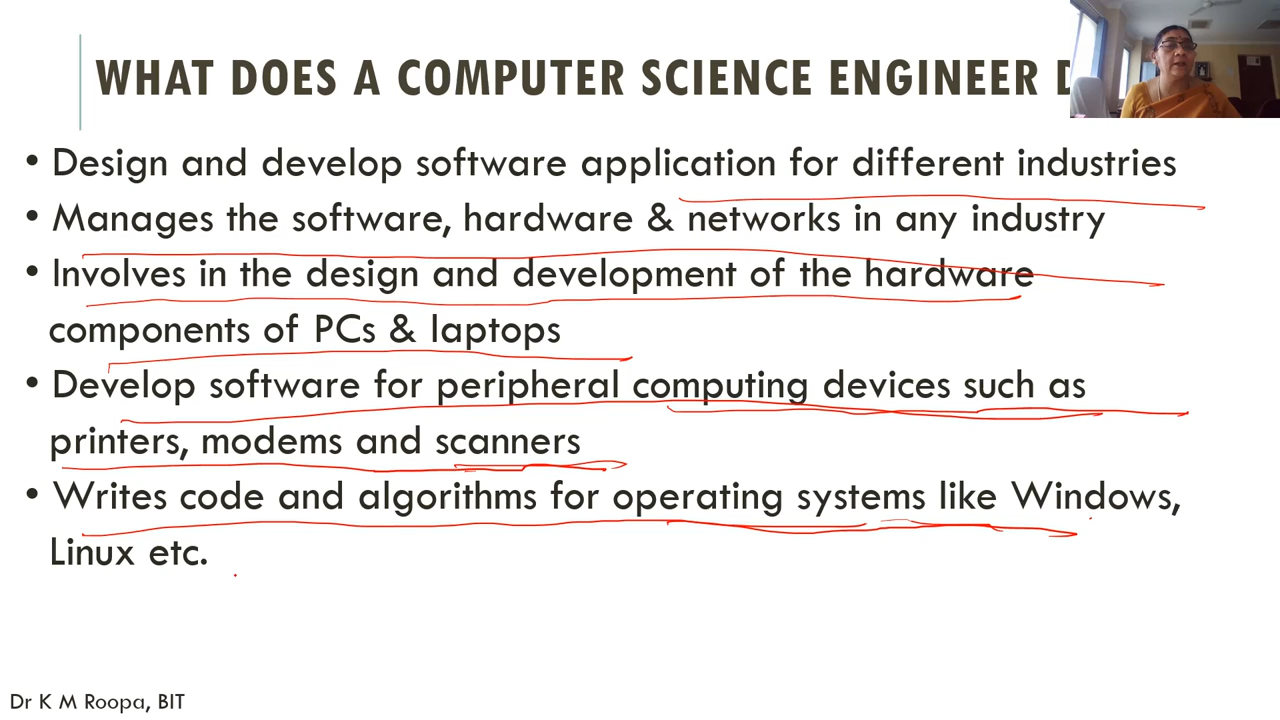 WHAT DOES A COMPUTER SCIENCE ENGINEER
• Design and develop software application for different industries
• Manages the software, hardware & networks in any industry
• Involves in the design and development of the hardware
components of PCs & laptops
• Develop software for peripheral computing devices such as
printers, modems and scanners
• Writes code and algorithms for operating systems like Windows,
Linux etc.
Dr K M Roopa, BIT